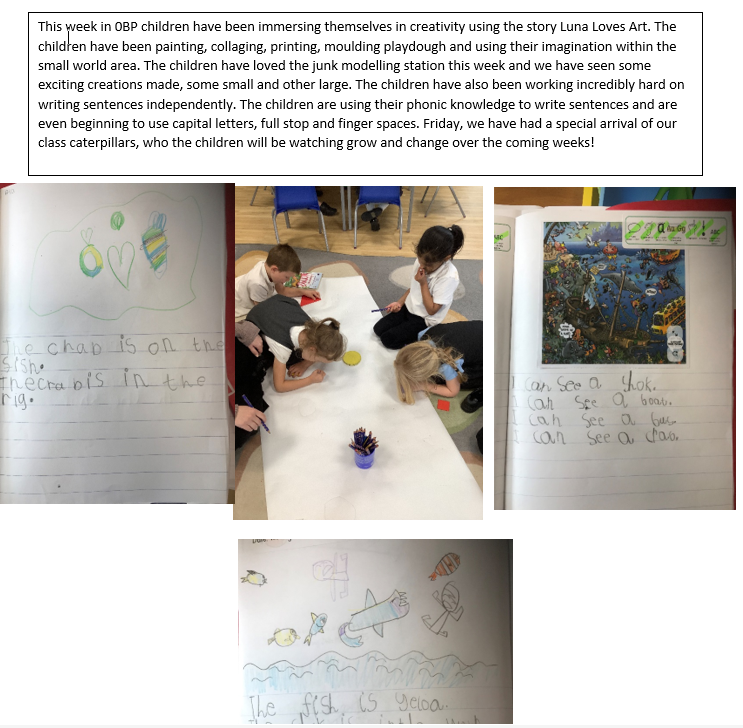 This week in 0BP children have been immersing themselves in creativity using the story Luna Loves Art. The
children have been painting, collaging, printing, moulding playdough and using their imagination within the
small world area. The children have loved the junk modelling station this week and we have seen some
exciting creations made, some small and other large. The children have also been working incredibly hard on
writing sentences independently. The children are using their phonic knowledge to write sentences and are
even beginning to use capital letters, full stop and finger spaces. Friday, we have had a special arrival of our
class caterpillars, who the children will be watching grow and change over the coming weeks!
The chab is on the
sish.
thecrabis in the
rig.
I can see a shok.
I can see a boat.
I can see a bus.
I can see a
The fish is yeloa.